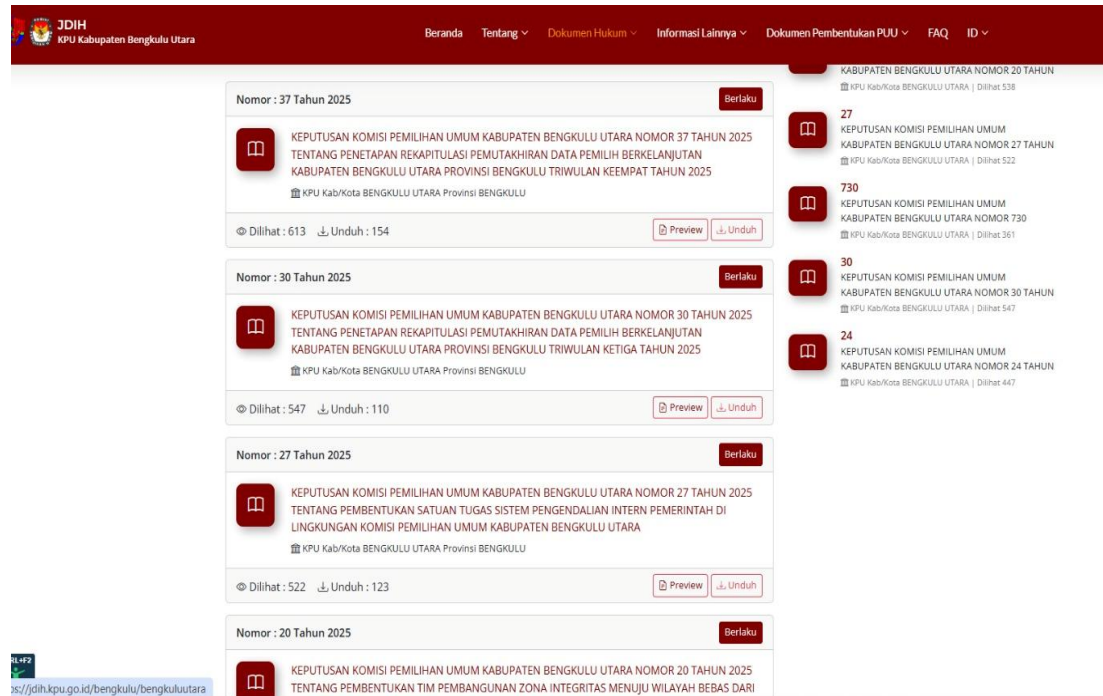 JDIH
KPU Kabupaten Bengkulu Utara
Beranda Tentang Dokumen Hukum Informasi Lainnya Dokumen Pembentukan PUU FAQ ID
Nomor : 37 Tahun 2025 Berlaku
KEPUTUSAN KOMISI PEMILIHAN UMUM KABUPATEN BENGKULU UTARA NOMOR 37 TAHUN 2025
TENTANG PENETAPAN REKAPITULASI PEMUTAKHIRAN DATA PEMILIH BERKELANJUTAN
KABUPATEN BENGKULU UTARA PROVINSI BENGKULU TRIWULAN KEEMPAT TAHUN 2025
KPU Kab/Kota BENGKULU UTARA Provinsi BENGKULU
Dilihat : 613 Unduh : 154 Preview Unduh
Nomor : 30 Tahun 2025 Berlaku
KEPUTUSAN KOMISI PEMILIHAN UMUM KABUPATEN BENGKULU UTARA NOMOR 30 TAHUN 2025
TENTANG PENETAPAN REKAPITULASI PEMUTAKHIRAN DATA PEMILIH BERKELANJUTAN
KABUPATEN BENGKULU UTARA PROVINSI BENGKULU TRIWULAN KETIGA TAHUN 2025
KPU Kab/Kota BENGKULU UTARA Provinsi BENGKULU
Dilihat : 547 Unduh : 110 Preview Unduh
Nomor : 27 Tahun 2025 Berlaku
KEPUTUSAN KOMISI PEMILIHAN UMUM KABUPATEN BENGKULU UTARA NOMOR 27 TAHUN 2025
TENTANG PEMBENTUKAN SATUAN TUGAS SISTEM PENGENDALIAN INTERN PEMERINTAH DI
LINGKUNGAN KOMISI PEMILIHAN UMUM KABUPATEN BENGKULU UTARA
KPU Kab/Kota BENGKULU UTARA Provinsi BENGKULU
Dilihat : 522 Unduh : 123 Preview Unduh
Nomor : 20 Tahun 2025 Berlaku
KEPUTUSAN KOMISI PEMILIHAN UMUM KABUPATEN BENGKULU UTARA NOMOR 20 TAHUN 2025
TENTANG PEMBENTUKAN TIM PEMBANGUNAN ZONA INTEGRITAS MENUJU WILAYAH BEBAS DARI
KABUPATEN BENGKULU UTARA NOMOR 20 TAHUN
KPU Kab/Kota BENGKULU UTARA | Dilihat 538
27
KEPUTUSAN KOMISI PEMILIHAN UMUM
KABUPATEN BENGKULU UTARA NOMOR 27 TAHUN
KPU Kab/Kota BENGKULU UTARA | Dilihat 522
730
KEPUTUSAN KOMISI PEMILIHAN UMUM
KABUPATEN BENGKULU UTARA NOMOR 730
KPU Kab/Kota BENGKULU UTARA | Dilihat 361
30
KEPUTUSAN KOMISI PEMILIHAN UMUM
KABUPATEN BENGKULU UTARA NOMOR 30 TAHUN
KPU Kab/Kota BENGKULU UTARA | Dilihat 547
24
KEPUTUSAN KOMISI PEMILIHAN UMUM
KABUPATEN BENGKULU UTARA NOMOR 24 TAHUN
KPU Kab/Kota BENGKULU UTARA | Dilihat 447
RL+F2
ps://jdih.kpu.go.id/bengkulu/bengkuluutara